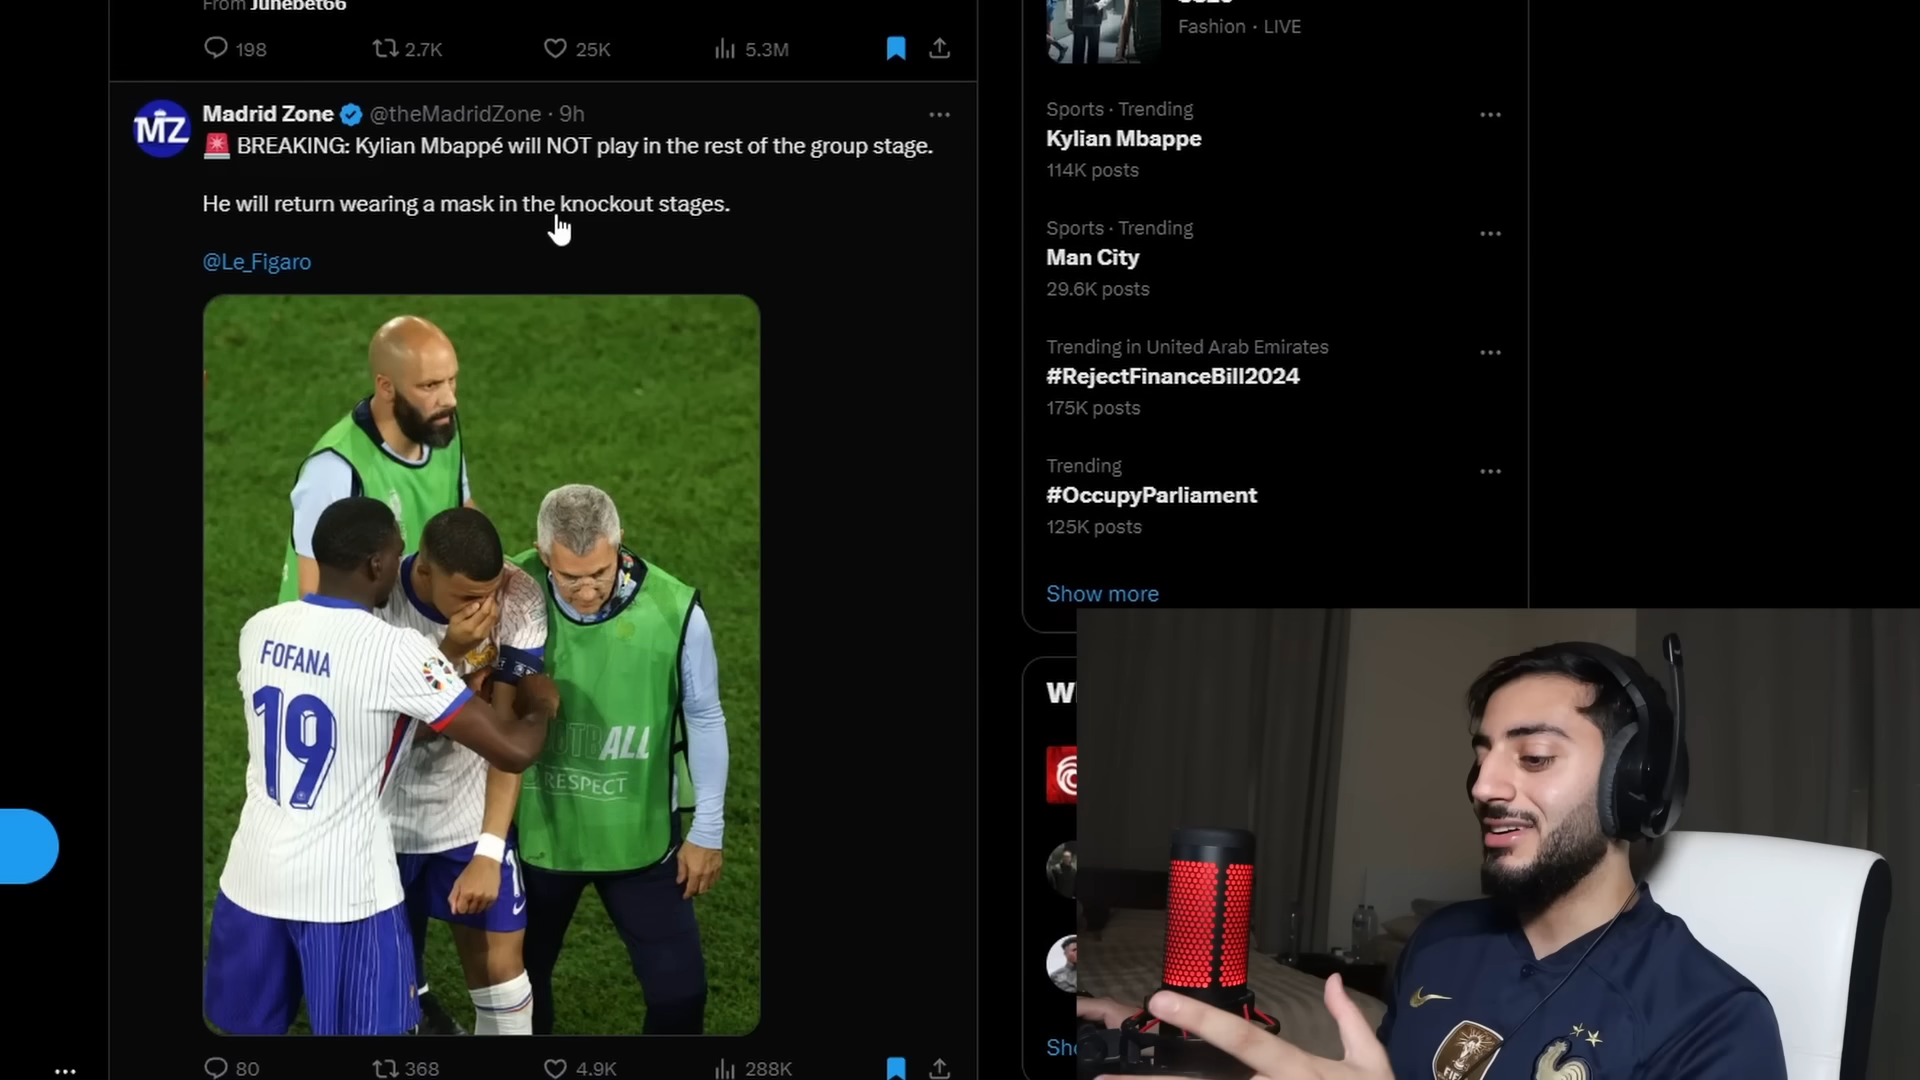 From Junebet66
198 2.7K 25K 5.3M
MZ Madrid Zone @theMadridZone · 9h
BREAKING: Kylian Mbappé will NOT play in the rest of the group stage.
He will return wearing a mask in the knockout stages.
@Le_Figaro
FOFANA
19
FOOTBALL
RESPECT
80 368 4.9K 288K
Fashion · LIVE
Sports · Trending
Kylian Mbappe
114K posts
Sports · Trending
Man City
29.6K posts
Trending in United Arab Emirates
#RejectFinanceBill2024
175K posts
Trending
#OccupyParliament
125K posts
Show more